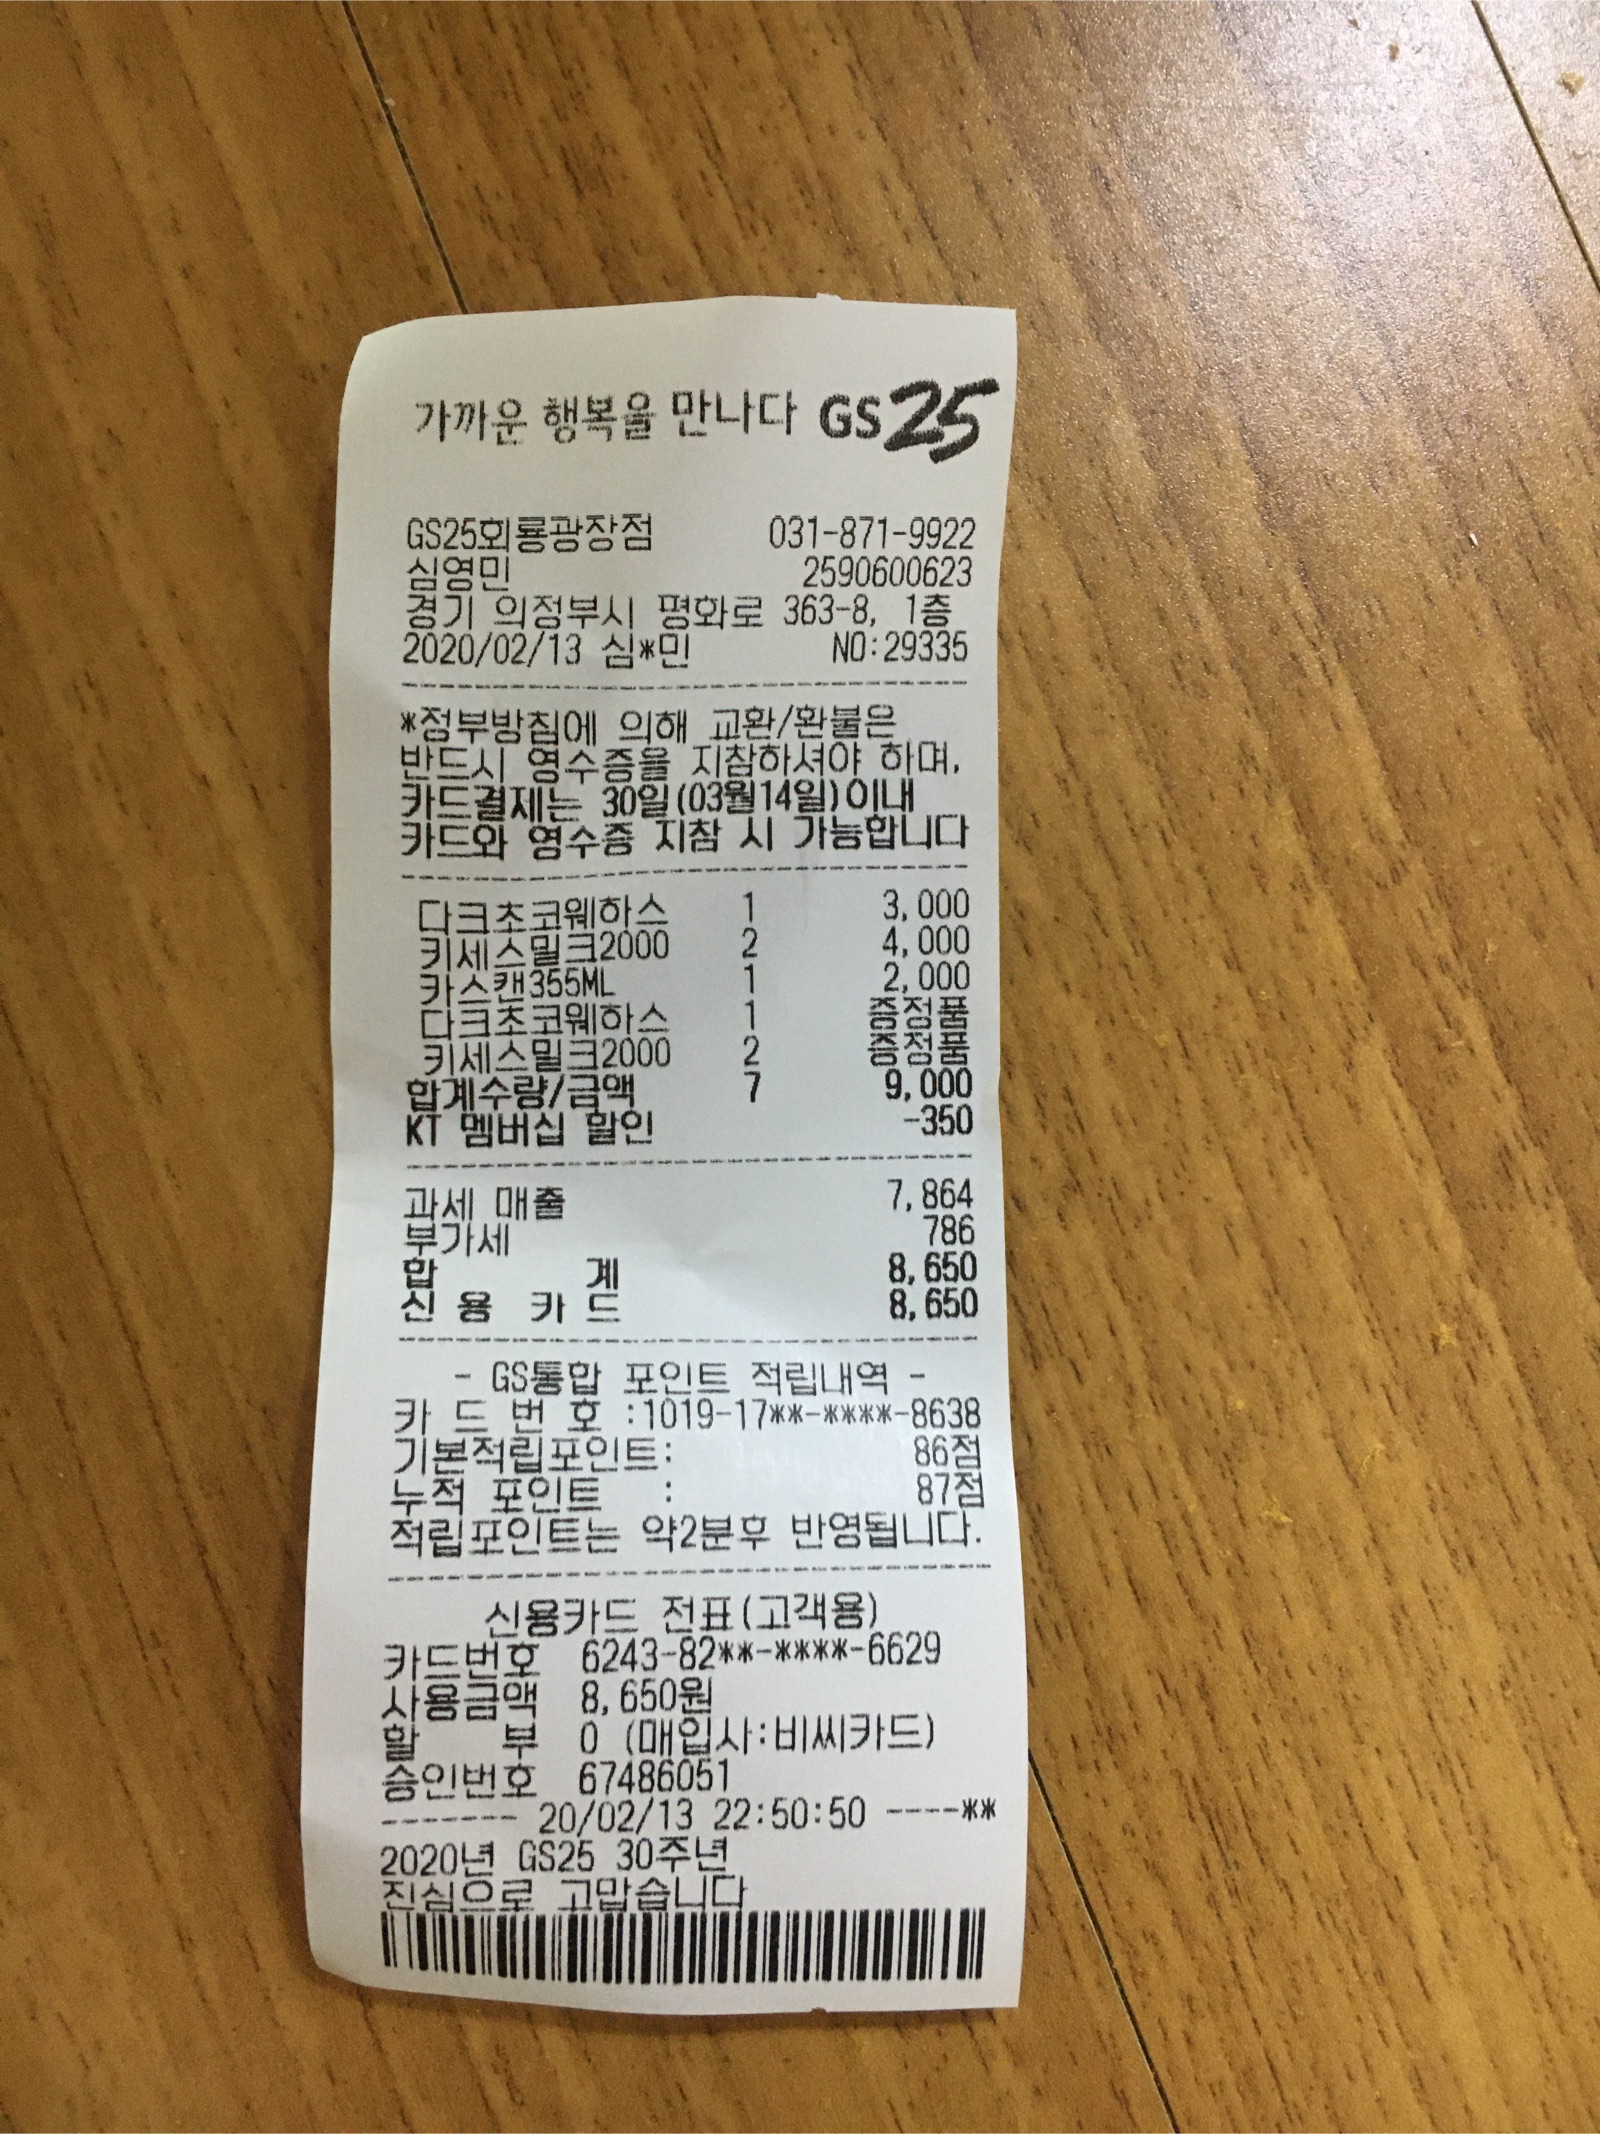 가까운 행복을 만나다 GS25
GS25회룡광장점 031-871-9922
심영민 2590600623
경기 의정부시 평화로 363-8, 1층
2020/02/13 심*민 NO:29335
*정부방침에 의해 교환/환불은
반드시 영수증을 지참하셔야 하며,
카드결제는 30일(03월14일)이내
카드와 영수증 지참 시 가능합니다
다크초코웨하스 1 3,000
키세스밀크2000 2 4,000
카스캔355ML 1 2,000
다크초코웨하스 1 증정품
키세스밀크2000 2 증정품
합계수량/금액 7 9,000
KT 멤버십 할인 -350
과세 매출 7,864
부가세 786
합 계 8,650
신 용 카 드 8,650
- GS통합 포인트 적립내역 -
카 드 번 호 :1019-17**-****-8638
기본적립포인트: 86점
누적 포인트 : 87점
적립포인트는 약2분후 반영됩니다.
신용카드 전표(고객용)
카드번호 6243-82**-****-6629
사용금액 8,650원
할 부 0 (매입사:비씨카드)
승인번호 67486051
------- 20/02/13 22:50:50 ----**
2020년 GS25 30주년
진심으로 고맙습니다